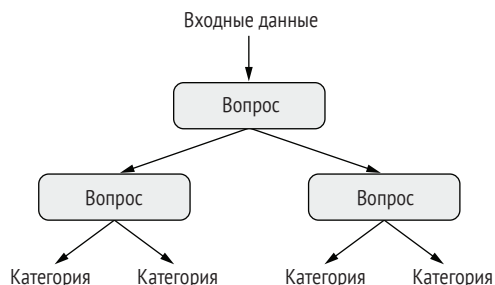 Входные данные
Вопрос
Вопрос
Вопрос
Категория
Категория
Категория
Категория